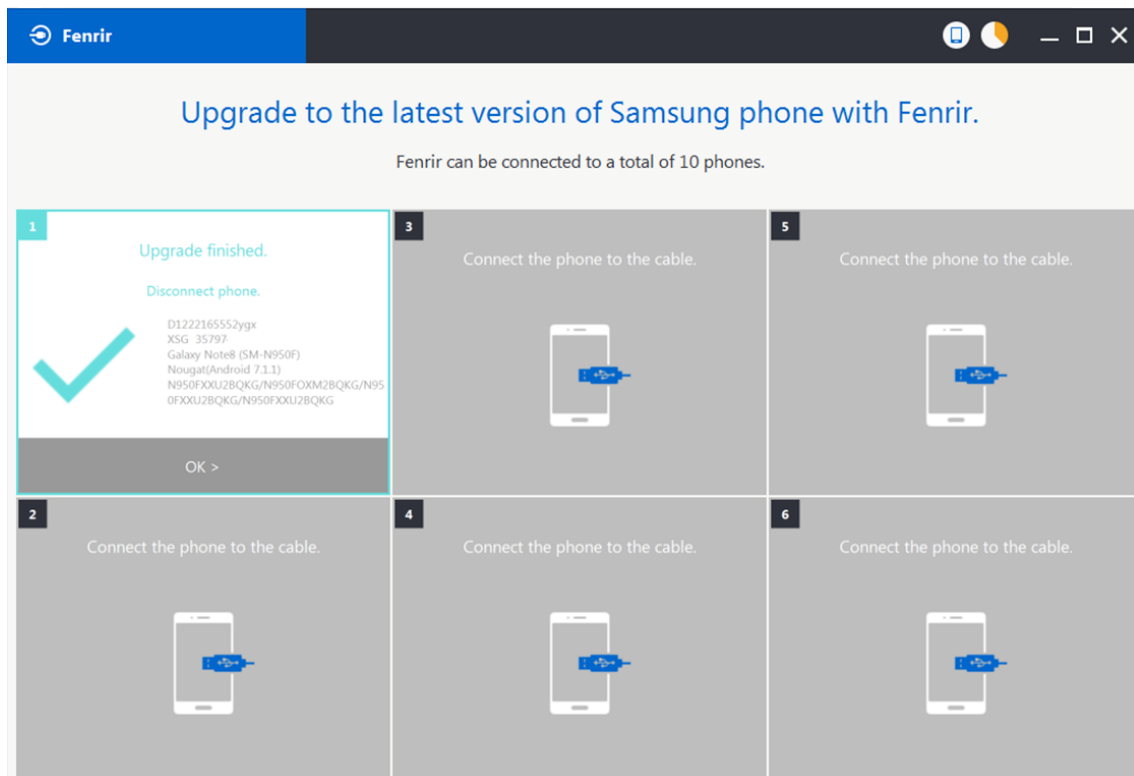 Fenrir
Upgrade to the latest version of Samsung phone with Fenrir.
Fenrir can be connected to a total of 10 phones.
1
Upgrade finished.
Disconnect phone.
D1222165552ygx
XSG 35797
Galaxy Note8 (SM-N950F)
Nougat(Android 7.1.1)
N950FXXU2BQKG/N950FOXM2BQKG/N95
0FXXU2BQKG/N950FXXU2BQKG
OK >
3
Connect the phone to the cable.
5
Connect the phone to the cable.
2
Connect the phone to the cable.
4
Connect the phone to the cable.
6
Connect the phone to the cable.